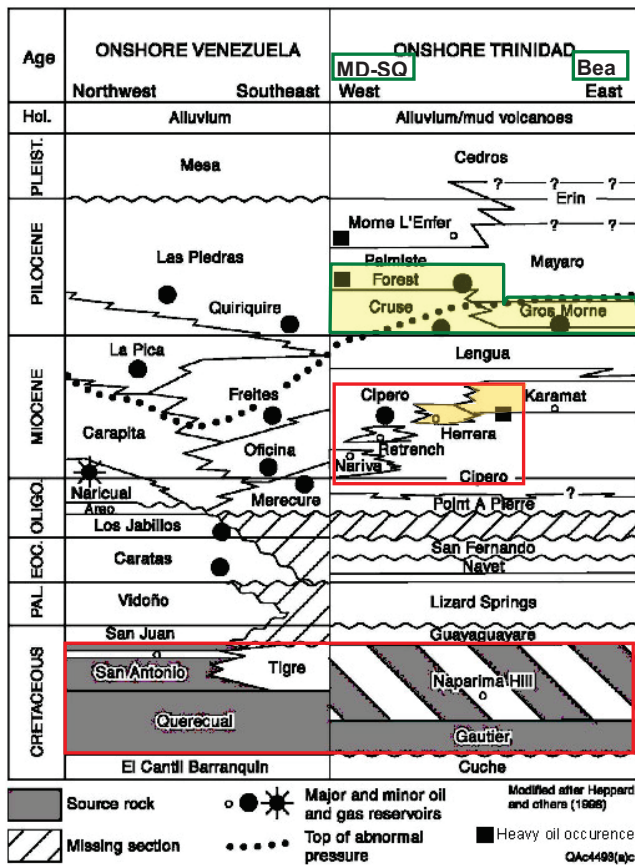 Age
ONSHORE VENEZUELA
ONSHORE TRINIDAD
MD-SQ
Bea
Northwest
Southeast
West
East
Hol.
Alluvium
Alluvium/mud volcanoes
PLEIST.
Mesa
Cedros
? ? ?
Erin
? ? ?
PILOCENE
Morne L'Enfer
Las Piedras
Palmiste
Mayaro
Forest
Quiriquire
Cruse
Gros Morne
MIOCENE
La Pica
Lengua
Freites
Cipero
Karamat
Carapita
Herrera
Oficina
Retrench
Nariva
Cipero
OLIGO.
Naricual
Areo
Merecure
Point A Pierre
?
Los Jabillos
EOC.
San Fernando
Caratas
Navet
PAL.
Vidoño
Lizard Springs
San Juan
Guayaguayare
CRETACEOUS
San Antonio
Tigre
Naparima Hill
Querecual
Gautier
El Cantil Barranquin
Cuche
Source rock
Major and minor oil
and gas reservoirs
Modified after Heppard
and others (1998)
Missing section
Top of abnormal
pressure
Heavy oil occurence
QAc4493(a)c